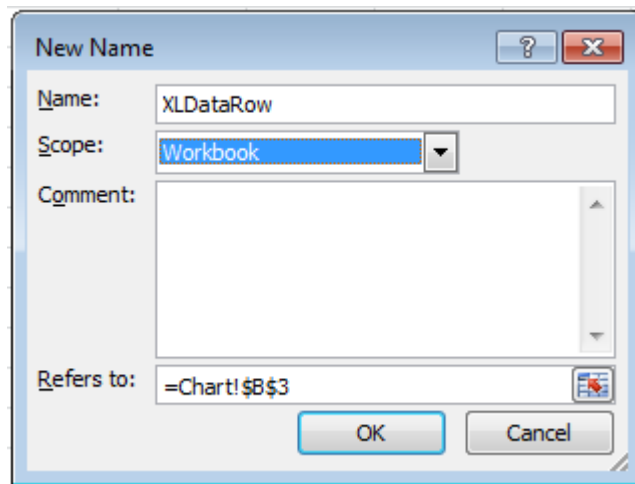 New Name
Name: XLDataRow
Scope: Workbook
Comment:
Refers to: =Chart!$B$3
OK Cancel